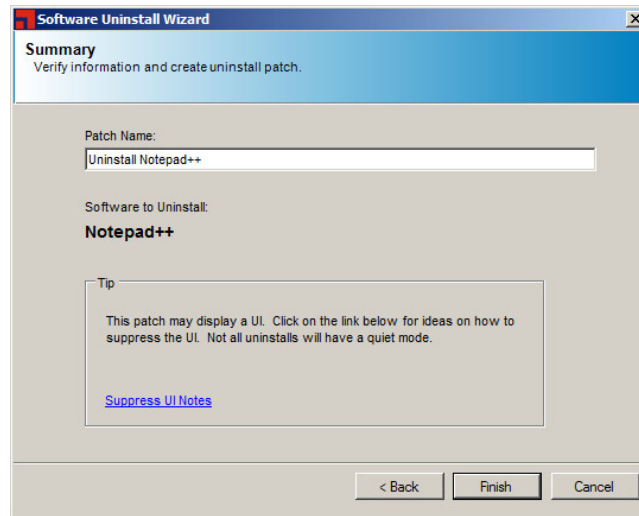 Software Uninstall Wizard
Summary
Verify information and create uninstall patch.
Patch Name:
Uninstall Notepad++
Software to Uninstall:
Notepad++
Tip
This patch may display a UI. Click on the link below for ideas on how to
suppress the UI. Not all uninstalls will have a quiet mode.
Suppress UI Notes
< Back Finish Cancel